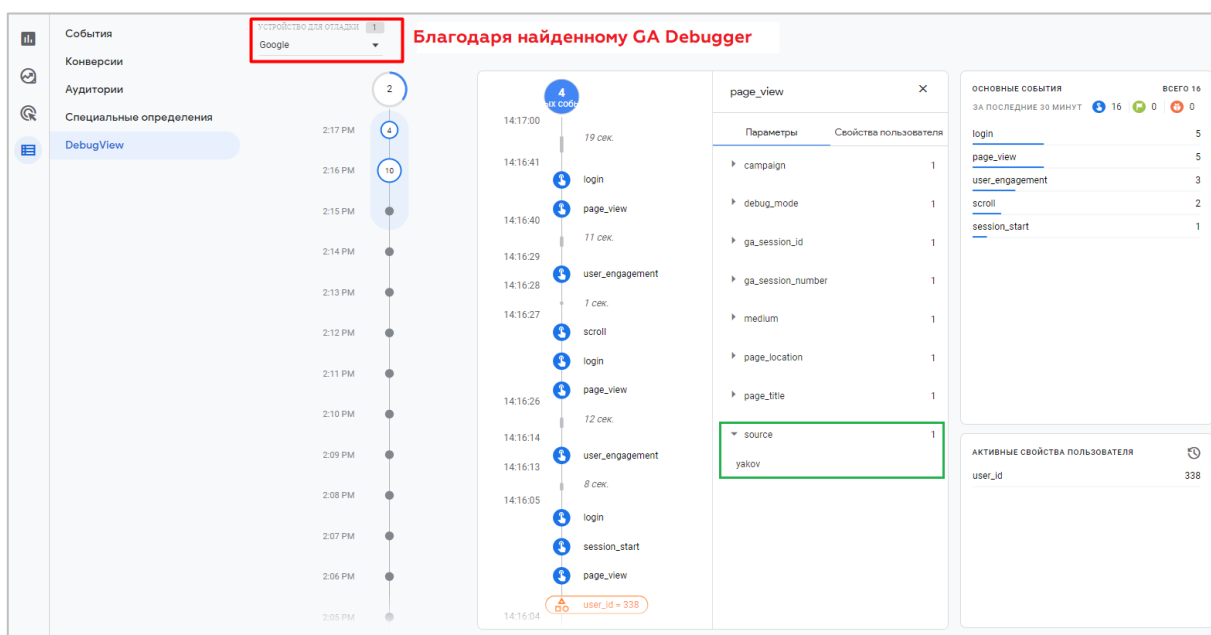 События
Конверсии
Аудитории
Специальные определения
DebugView
УСТРОЙСТВО ДЛЯ ОТЛАДКИ 1
Google
Благодаря найденному GA Debugger
2
2:17 PM 4
2:16 PM 10
2:15 PM
2:14 PM
2:13 PM
2:12 PM
2:11 PM
2:10 PM
2:09 PM
2:08 PM
2:07 PM
2:06 PM
2:05 PM
4
14:17:00
19 сек.
14:16:41
login
page_view
14:16:40
11 сек.
14:16:29
user_engagement
14:16:28
1 сек.
14:16:27
scroll
login
page_view
14:16:26
12 сек.
14:16:14
user_engagement
14:16:13
8 сек.
14:16:05
login
session_start
page_view
user_id = 338
14:16:04
page_view
Параметры Свойства пользователя
campaign 1
debug_mode 1
ga_session_id 1
ga_session_number 1
medium 1
page_location 1
page_title 1
source 1
yakov
ОСНОВНЫЕ СОБЫТИЯ ВСЕГО 16
ЗА ПОСЛЕДНИЕ 30 МИНУТ 16 0 0
login 5
page_view 5
user_engagement 3
scroll 2
session_start 1
АКТИВНЫЕ СВОЙСТВА ПОЛЬЗОВАТЕЛЯ
user_id 338